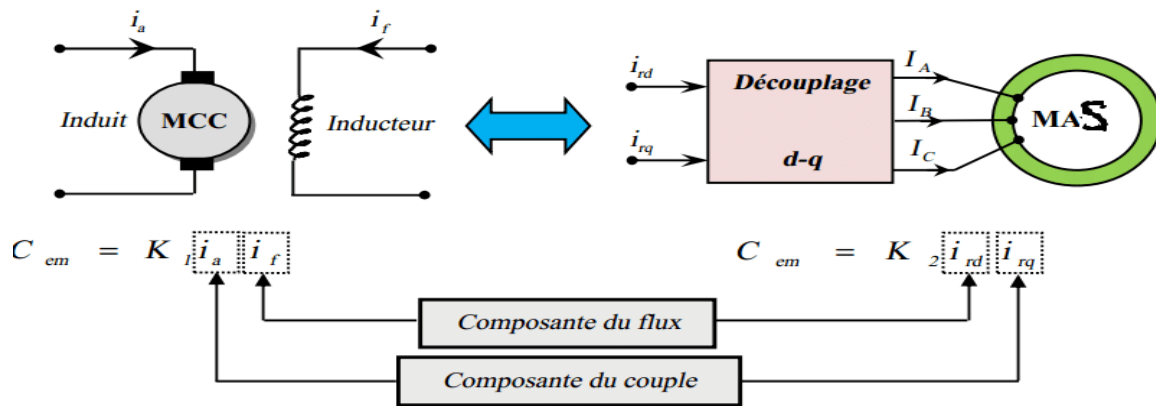 i_a
i_f
Induit
MCC
Inducteur
i_rd
i_rq
Découplage
d-q
I_A
I_B
I_C
MAS
C_em = K_1 i_a i_f
C_em = K_2 i_rd i_rq
Composante du flux
Composante du couple